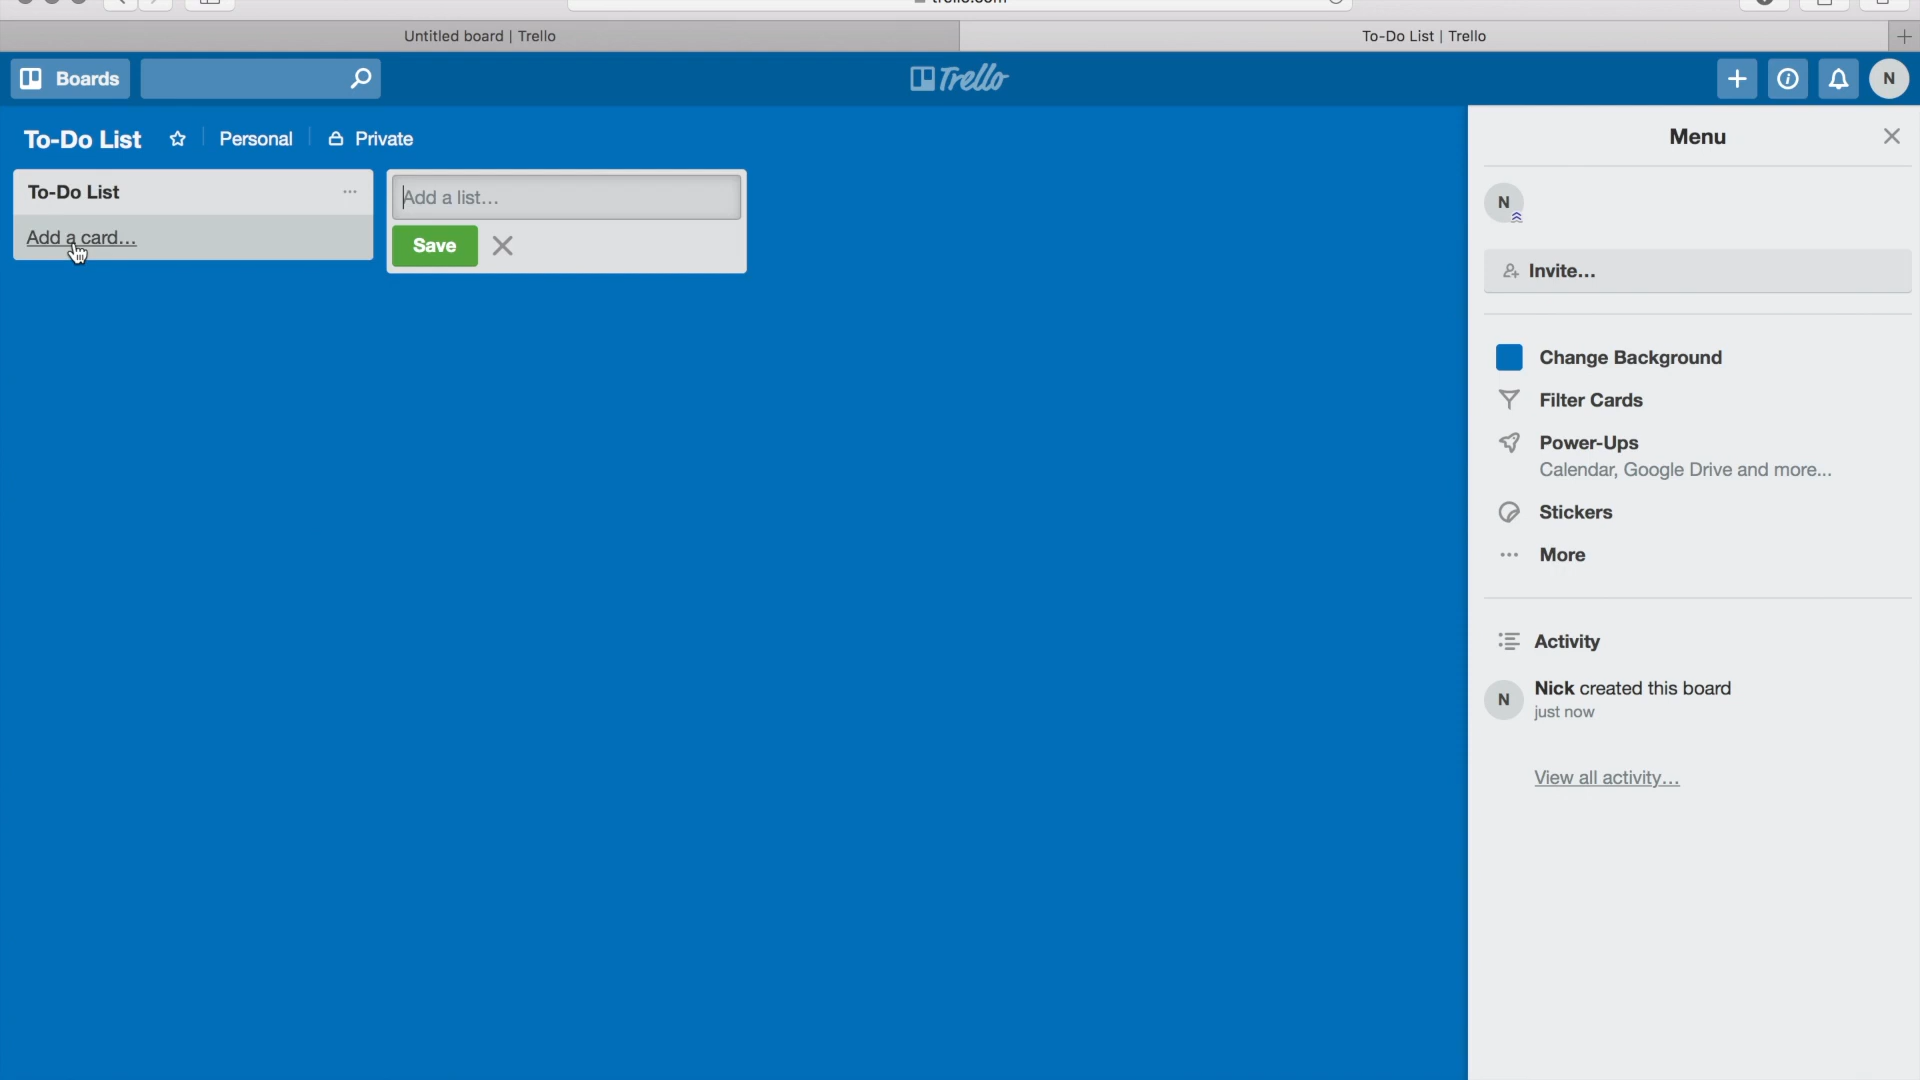 Untitled board | Trello
To-Do List | Trello
Boards
Trello
N
To-Do List
Personal
Private
To-Do List
Add a card...
Add a list...
Save
Menu
N
Invite...
Change Background
Filter Cards
Power-Ups
Calendar, Google Drive and more...
Stickers
More
Activity
N
Nick created this board
just now
View all activity...